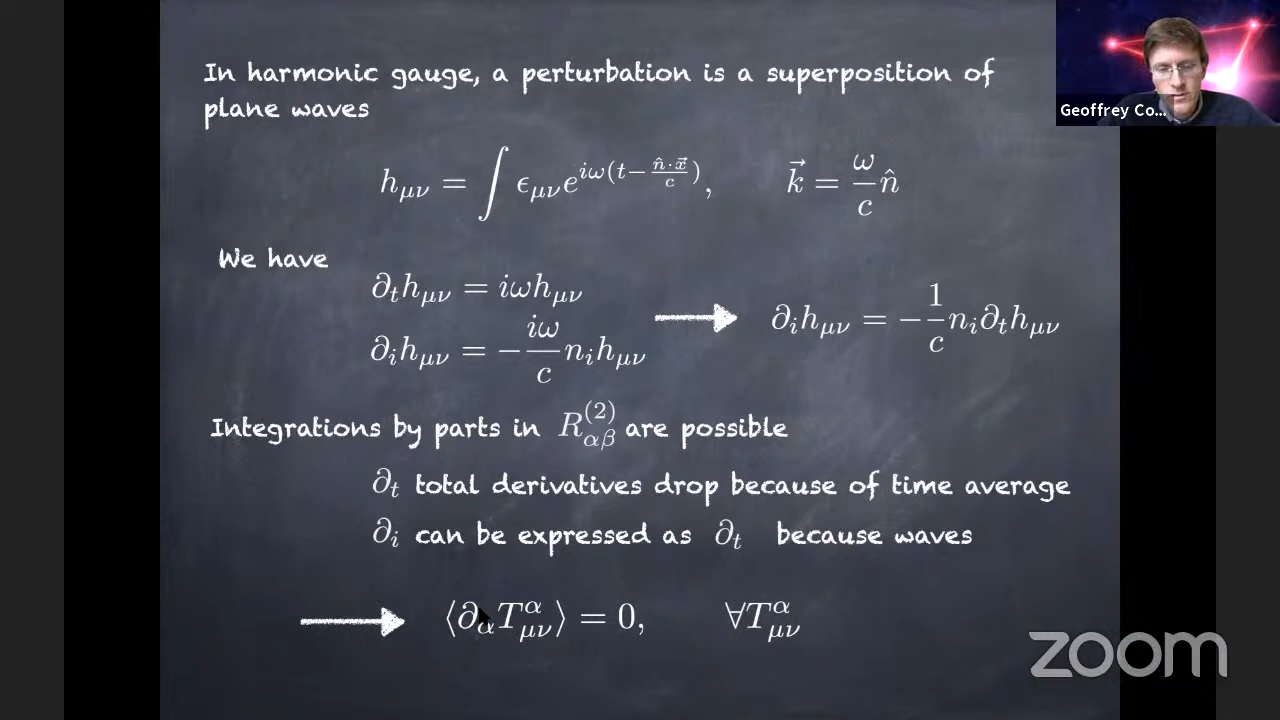 In harmonic gauge, a perturbation is a superposition of
plane waves
Geoffrey Co...
$h_{\mu\nu} = \int \epsilon_{\mu\nu} e^{i\omega(t - \frac{\hat{n}\cdot\vec{x}}{c})}, \qquad \vec{k} = \frac{\omega}{c}\hat{n}$
We have
$\partial_t h_{\mu\nu} = i\omega h_{\mu\nu}$
$\partial_i h_{\mu\nu} = -\frac{i\omega}{c} n_i h_{\mu\nu}$
$\partial_i h_{\mu\nu} = -\frac{1}{c} n_i \partial_t h_{\mu\nu}$
Integrations by parts in $R^{(2)}_{\alpha\beta}$ are possible
$\partial_t$ total derivatives drop because of time average
$\partial_i$ can be expressed as $\partial_t$ because waves
$\langle \partial_\alpha T^\alpha_{\mu\nu} \rangle = 0, \qquad \forall T^\alpha_{\mu\nu}$
zoom